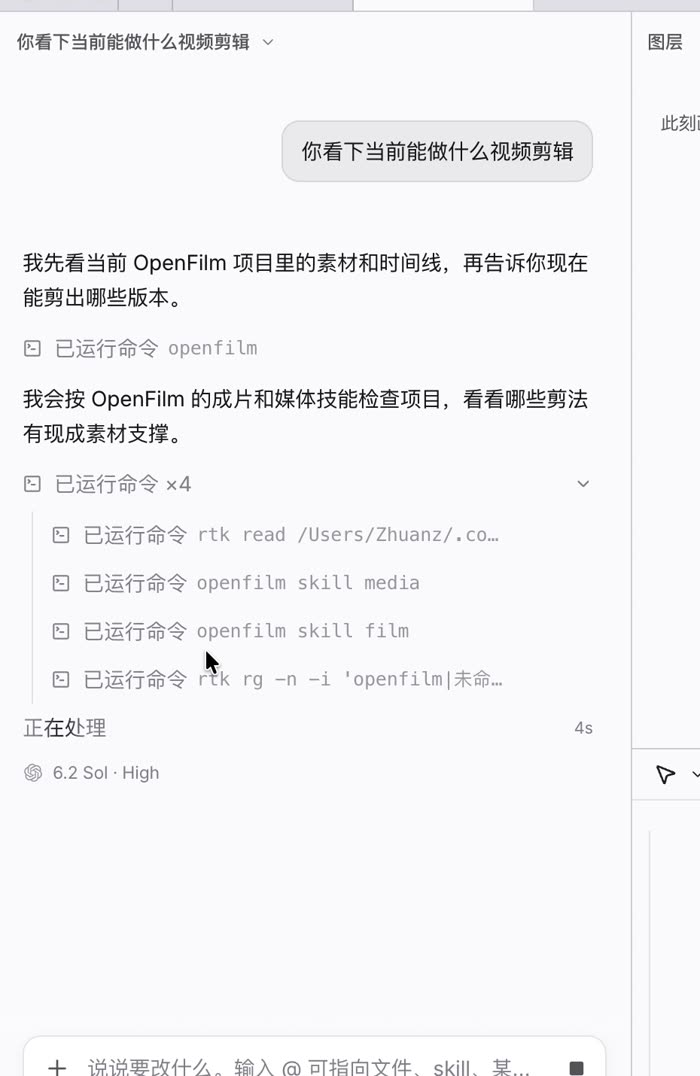 你看下当前能做什么视频剪辑
图层
此刻
你看下当前能做什么视频剪辑
我先看当前 OpenFilm 项目里的素材和时间线，再告诉你现在
能剪出哪些版本。
已运行命令 openfilm
我会按 OpenFilm 的成片和媒体技能检查项目，看看哪些剪法
有现成素材支撑。
已运行命令 ×4
已运行命令 rtk read /Users/Zhuanz/.co…
已运行命令 openfilm skill media
已运行命令 openfilm skill film
已运行命令 rtk rg -n -i 'openfilm|未命…
正在处理 4s
6.2 Sol · High
说说要改什么。输入 @ 可指向文件、skill、某...